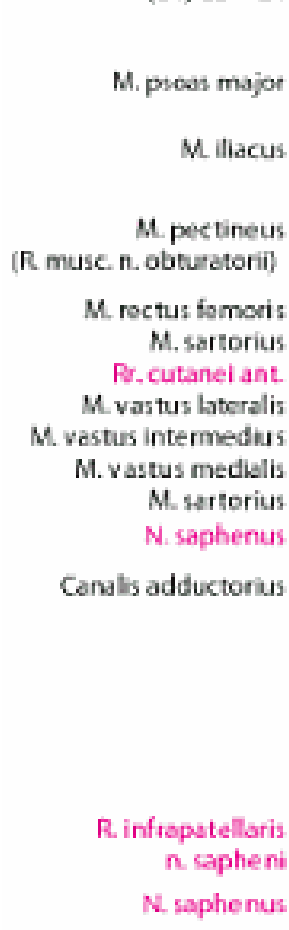 M. psoas major
M. iliacus
M. pectineus
(R. musc. n. obturatorii)
M. rectus femoris
M. sartorius
Rr. cutanei ant.
M. vastus lateralis
M. vastus intermedius
M. vastus medialis
M. sartorius
N. saphenus
Canalis adductorius
R. infrapatellaris
n. sapheni
N. saphenus